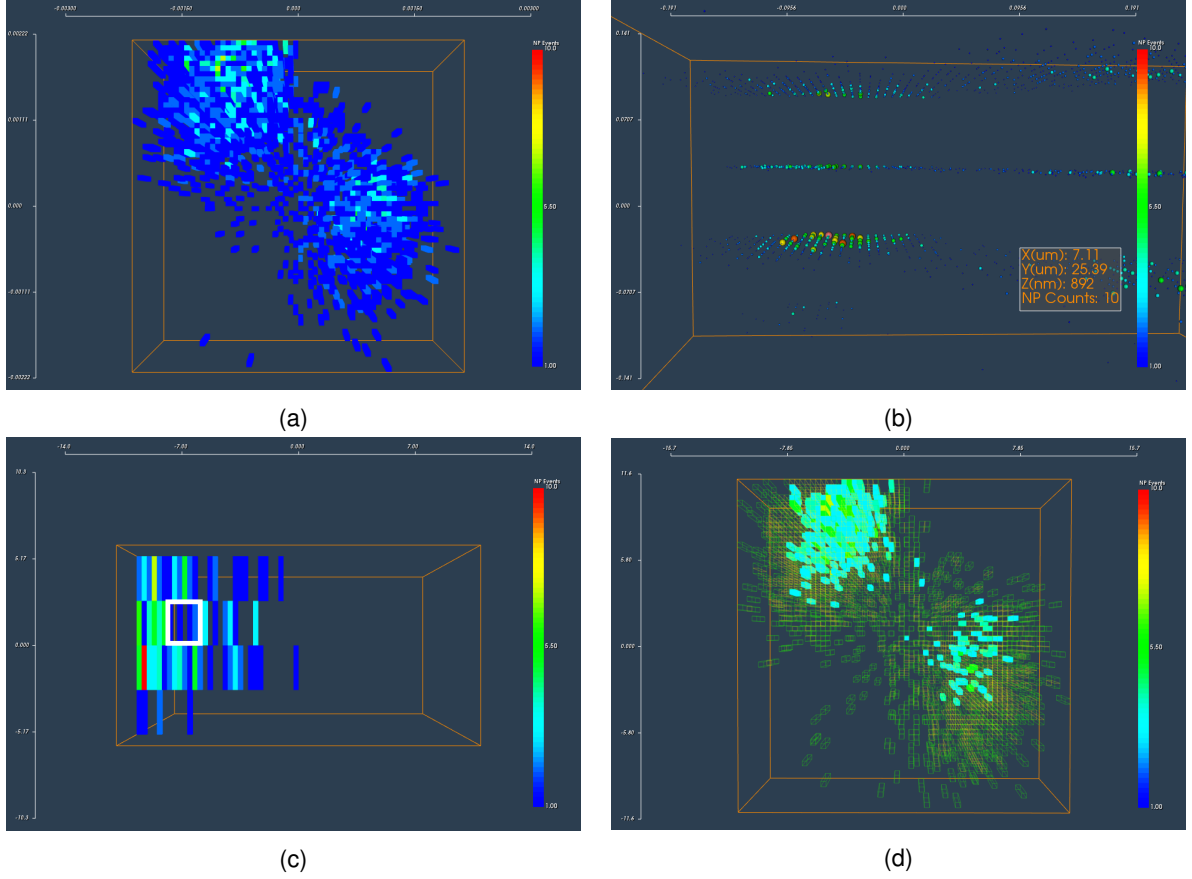 -0.00300 -0.00150 0.000 0.00150 0.00300
0.00222
0.00111
0.000
-0.00111
-0.00222
NP Events
10.0
5.50
1.00
(a)
-0.191 -0.0956 0.000 0.0956 0.191
0.141
0.0707
0.000
-0.0707
-0.141
NP Events
10.0
5.50
1.00
X(um): 7.11
Y(um): 25.39
Z(nm): 892
NP Counts: 10
(b)
-14.0 -7.00 0.000 7.00 14.0
10.3
5.17
0.000
-5.17
-10.3
NP Events
10.0
5.50
1.00
(c)
-15.7 -7.85 0.000 7.85 15.7
11.6
5.80
0.000
-5.80
-11.6
NP Events
10.0
5.50
1.00
(d)